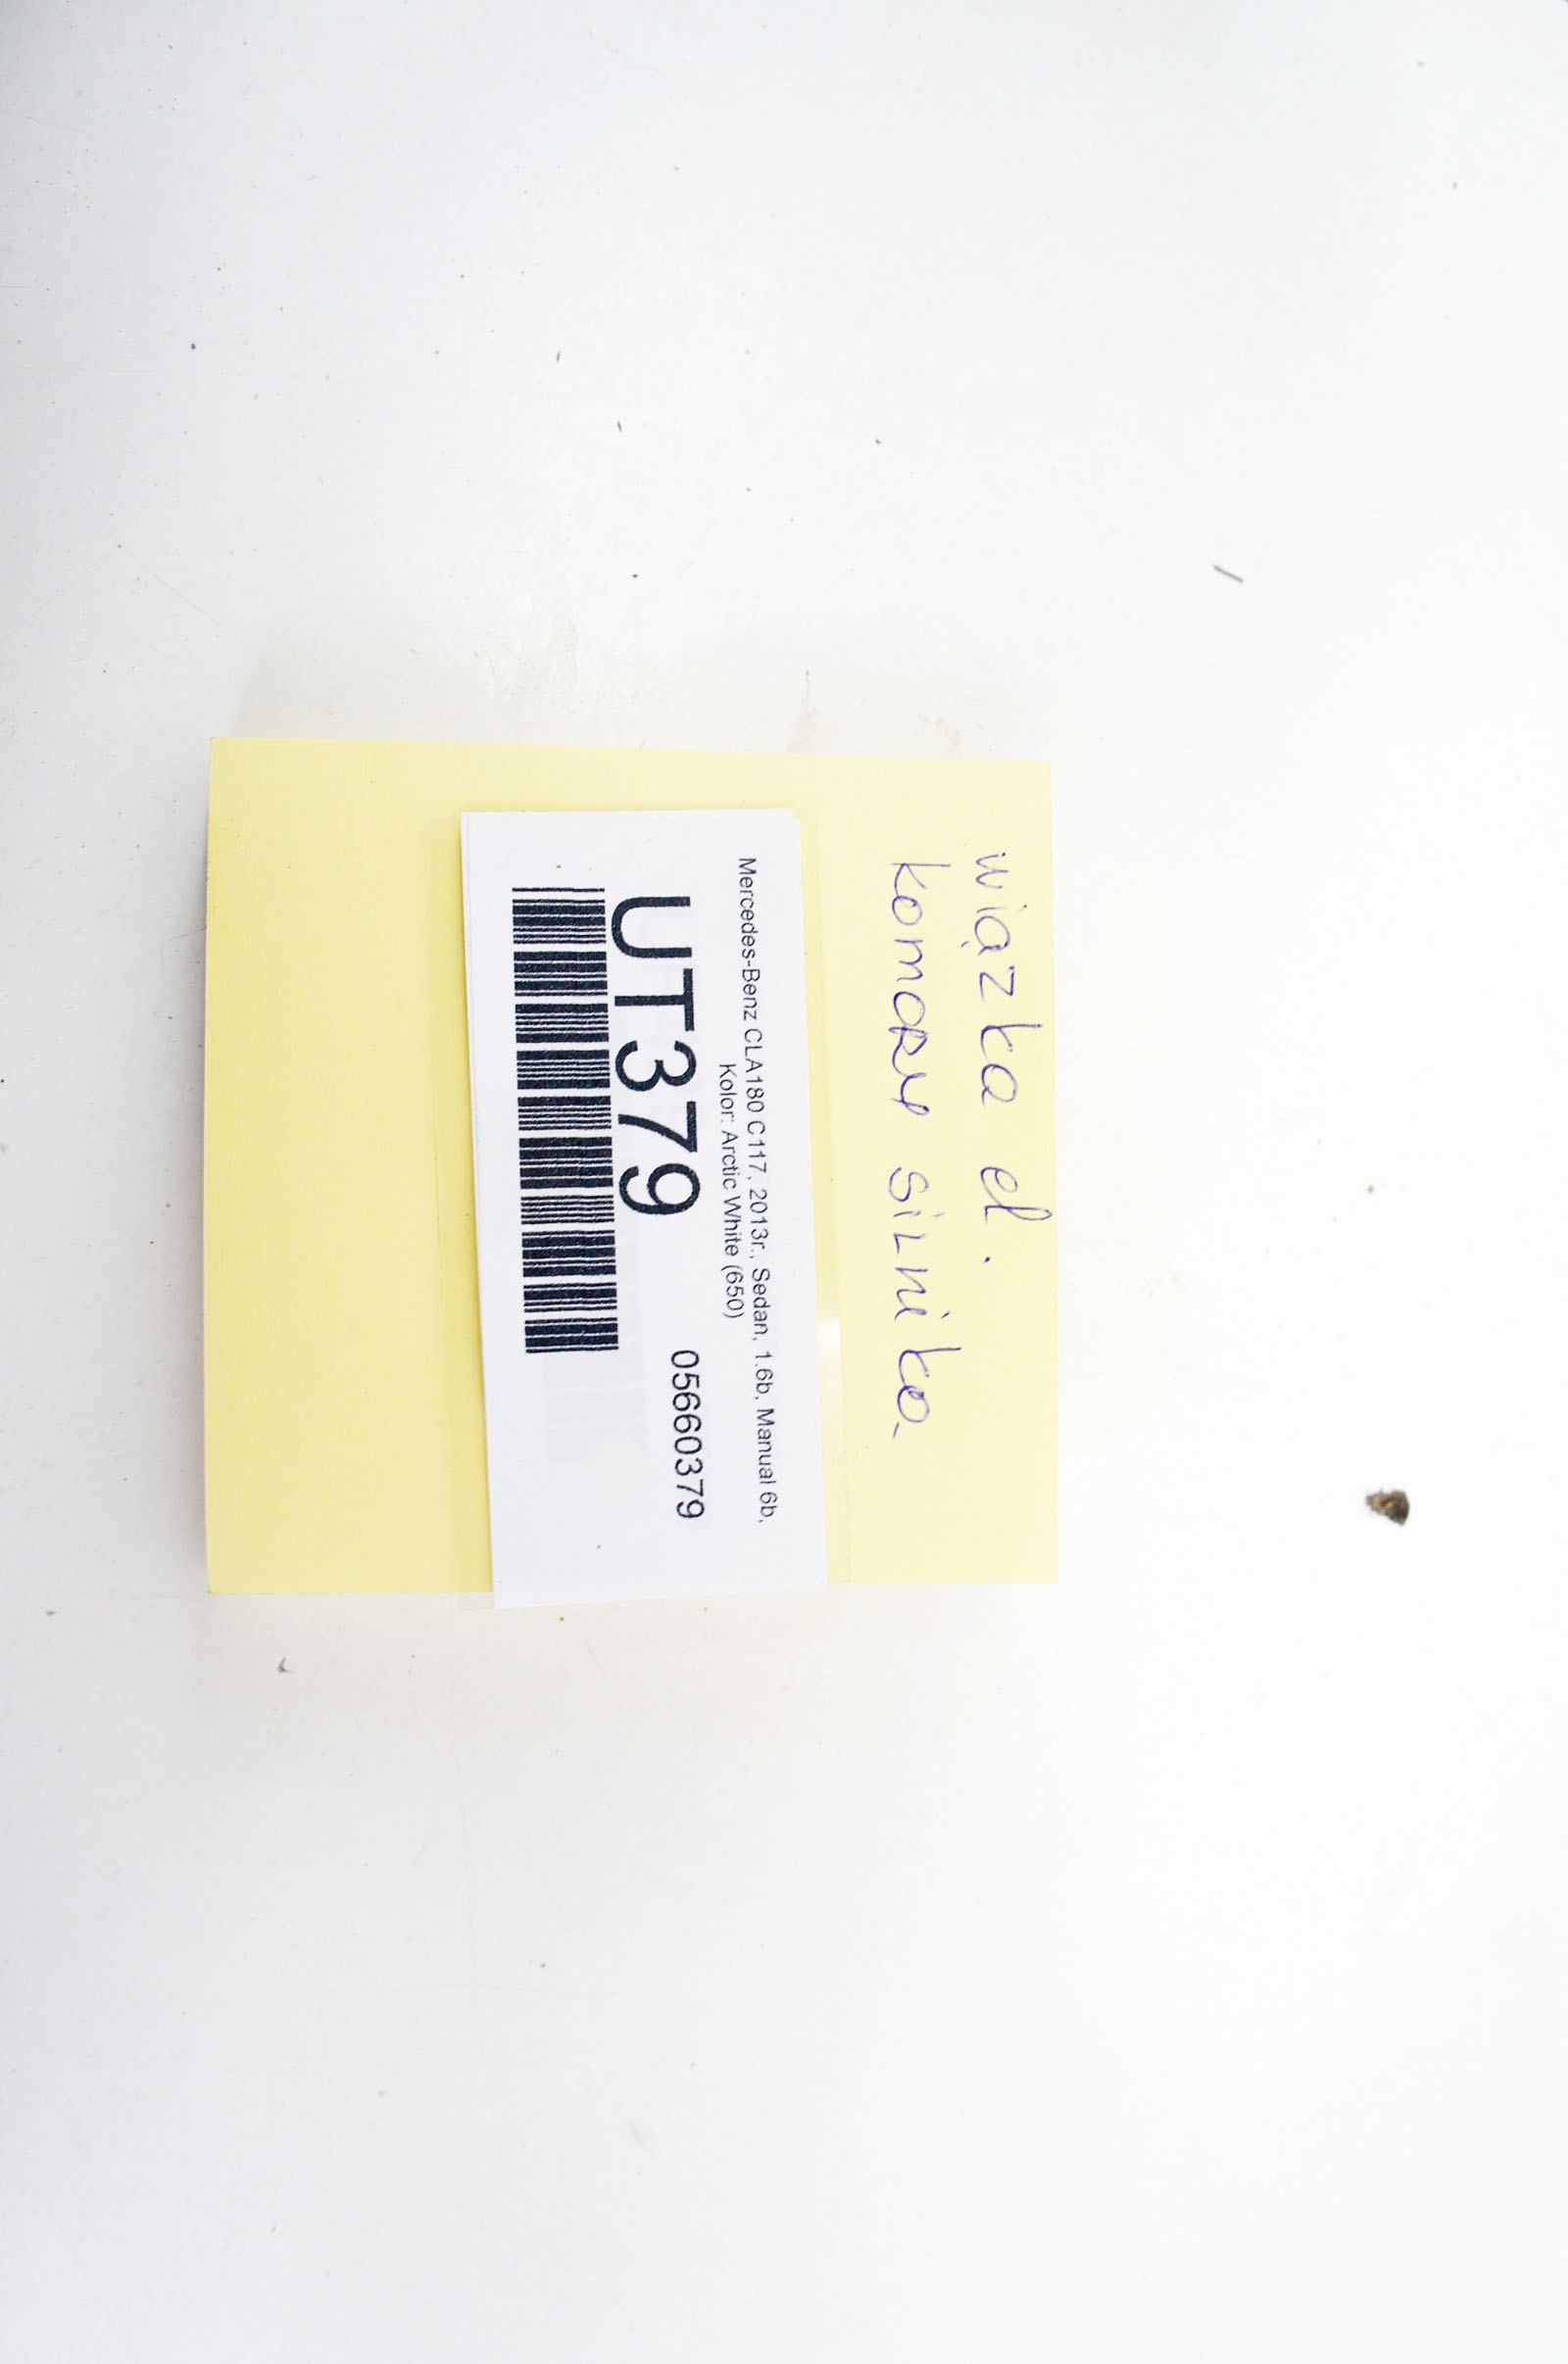 wiązka el.
komory silnika
Mercedes-Benz CLA180 C117, 2013r., Sedan, 1.6b, Manual 6b,
Kolor: Arctic White (650)
UT379
05660379